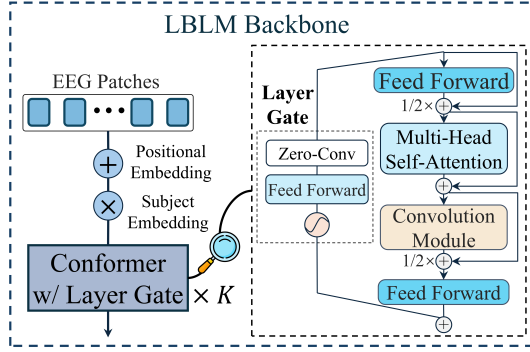 LBLM Backbone
EEG Patches
Positional
Embedding
Subject
Embedding
Conformer
w/ Layer Gate
× K
Layer
Gate
Zero-Conv
Feed Forward
Feed Forward
1/2×
Multi-Head
Self-Attention
Convolution
Module
1/2×
Feed Forward